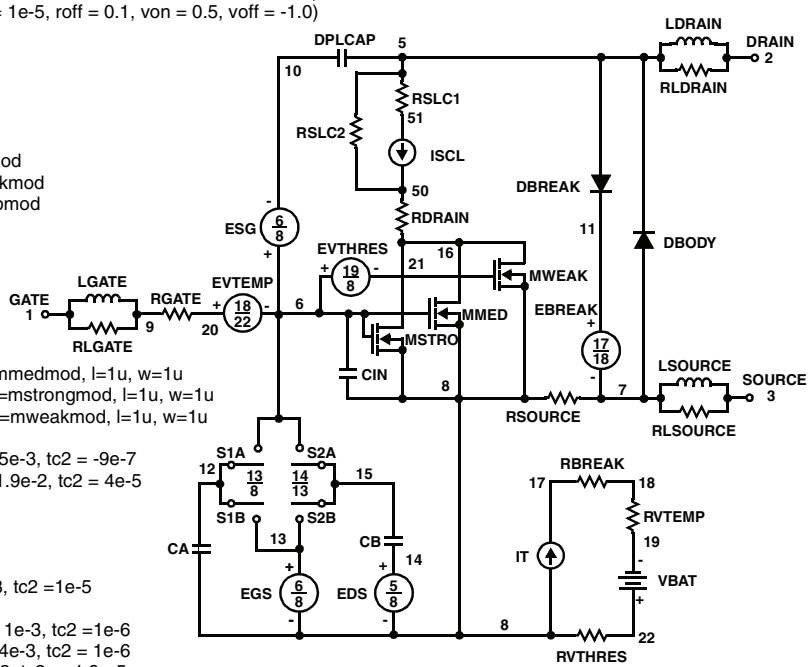 = 1e-5, roff = 0.1, von = 0.5, voff = -1.0)
LDRAIN
DPLCAP 5 DRAIN
10 2
RLDRAIN
RSLC1
51
RSLC2
ISCL
od
kmod
omod
50
DBREAK
RDRAIN
6
8
ESG
11
DBODY
EVTHRES
16
21
19
8
MWEAK
LGATE EVTEMP
GATE RGATE 6 EBREAK
1 18
22 MMED
9 20
MSTRO 17
18
RLGATE
LSOURCE
mmedmod, l=1u, w=1u CIN SOURCE
=mstrongmod, l=1u, w=1u 8 7 3
=mweakmod, l=1u, w=1u RSOURCE
RLSOURCE
5e-3, tc2 = -9e-7 S1A S2A
1.9e-2, tc2 = 4e-5 12 13
8 14
13 15 17 RBREAK 18
S1B S2B RVTEMP
CA 13 CB 19
14 IT
+ + - VBAT
3, tc2 =1e-5 EGS 6
8 EDS 5
8 +
1e-3, tc2 =1e-6 8 22
4e-3, tc2 = 1e-6 RVTHRES